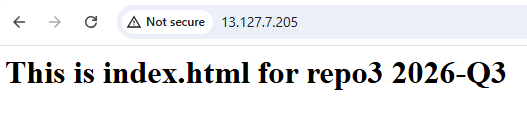 Not secure 13.127.7.205
This is index.html for repo3 2026-Q3